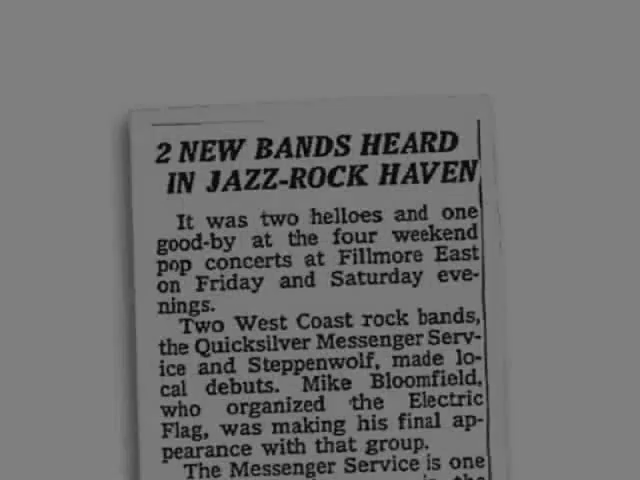 2 NEW BANDS HEARD
IN JAZZ-ROCK HAVEN
It was two helloes and one
good-by at the four weekend
pop concerts at Fillmore East
on Friday and Saturday eve-
nings.
Two West Coast rock bands,
the Quicksilver Messenger Serv-
ice and Steppenwolf, made lo-
cal debuts. Mike Bloomfield,
who organized the Electric
Flag, was making his final ap-
pearance with that group.
The Messenger Service is one